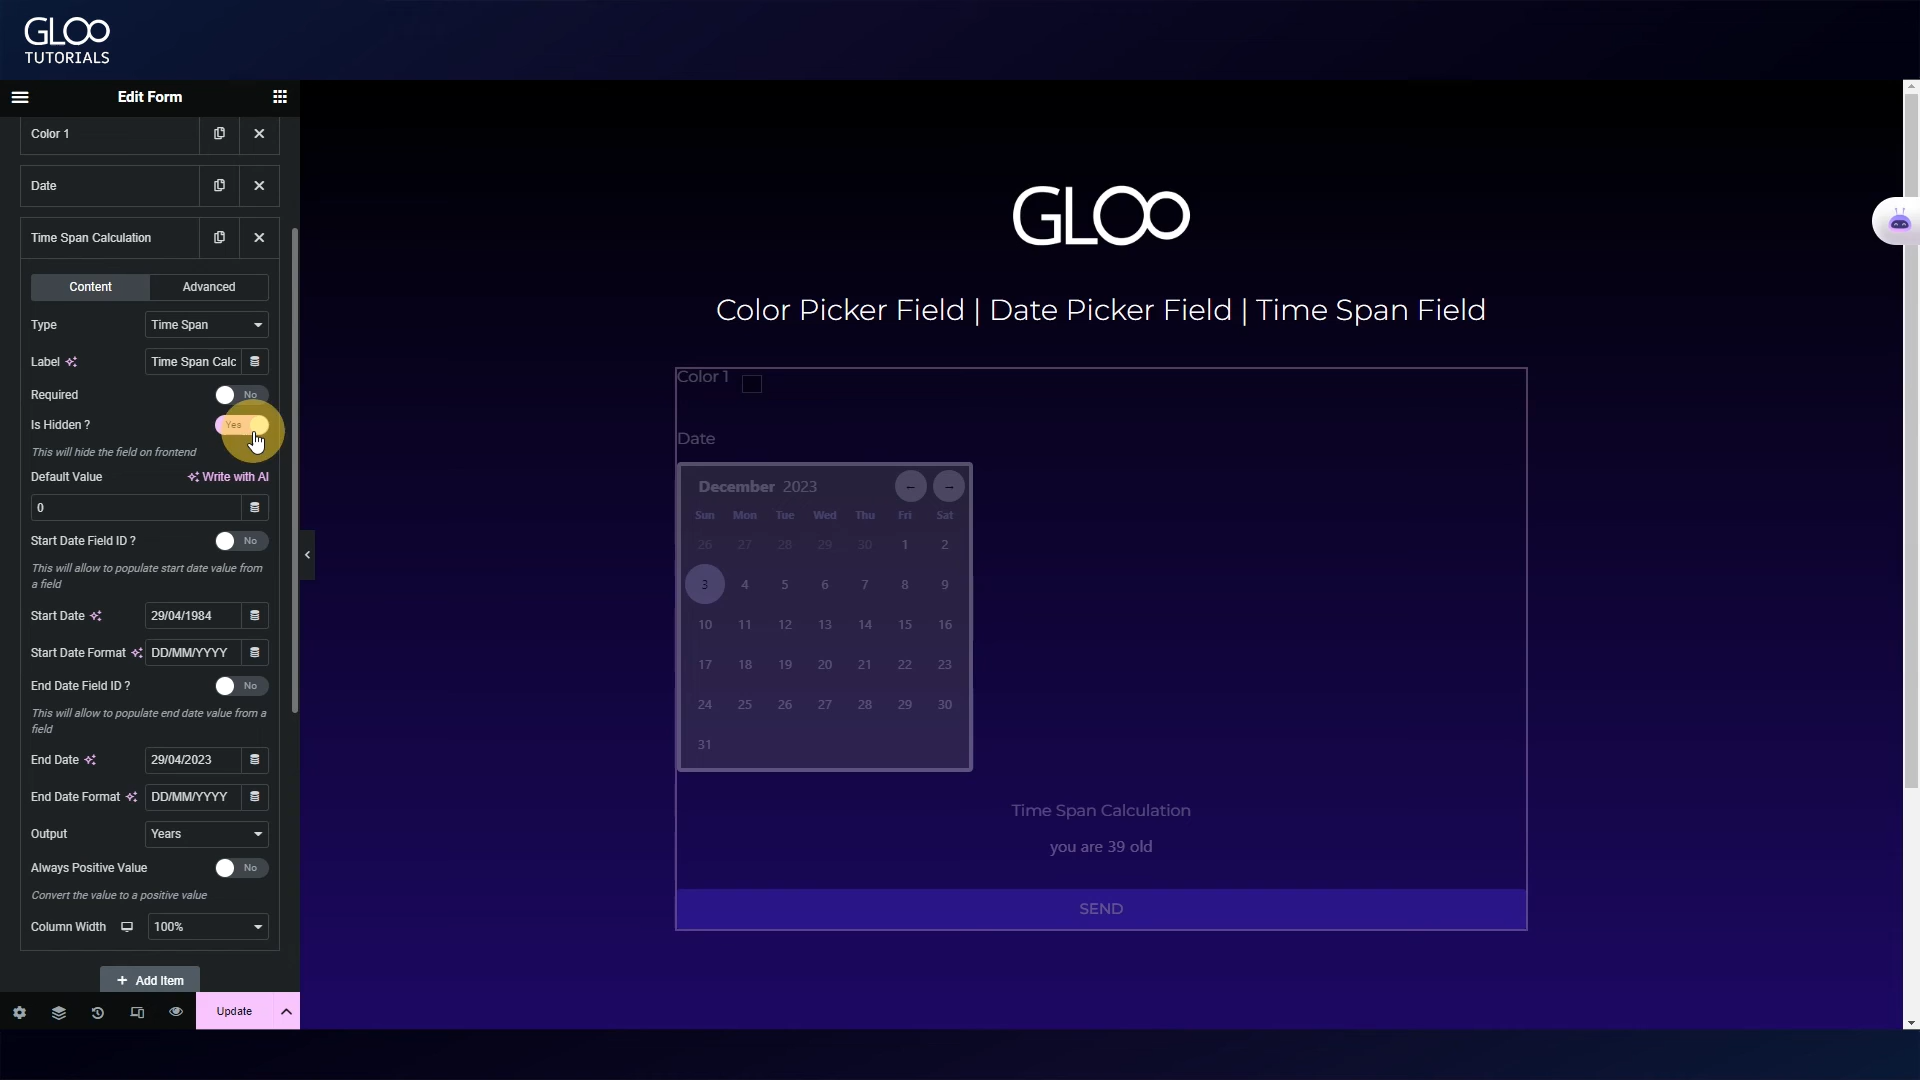 GLOO
TUTORIALS
Edit Form
Color 1
Date
Time Span Calculation
Content Advanced
Type Time Span
Label Time Span Calc
Required No
Is Hidden ? Yes
This will hide the field on frontend
Default Value Write with AI
0
Start Date Field ID ? No
This will allow to populate start date value from
a field
Start Date 29/04/1984
Start Date Format DD/MM/YYYY
End Date Field ID ? No
This will allow to populate end date value from a
field
End Date 29/04/2023
End Date Format DD/MM/YYYY
Output Years
Always Positive Value No
Convert the value to a positive value
Column Width 100%
+ Add Item
Update
GLOO
Color Picker Field | Date Picker Field | Time Span Field
Color 1
Date
December 2023 ← →
Sun Mon Tue Wed Thu Fri Sat
26 27 28 29 30 1 2
3 4 5 6 7 8 9
10 11 12 13 14 15 16
17 18 19 20 21 22 23
24 25 26 27 28 29 30
31
Time Span Calculation
you are 39 old
SEND